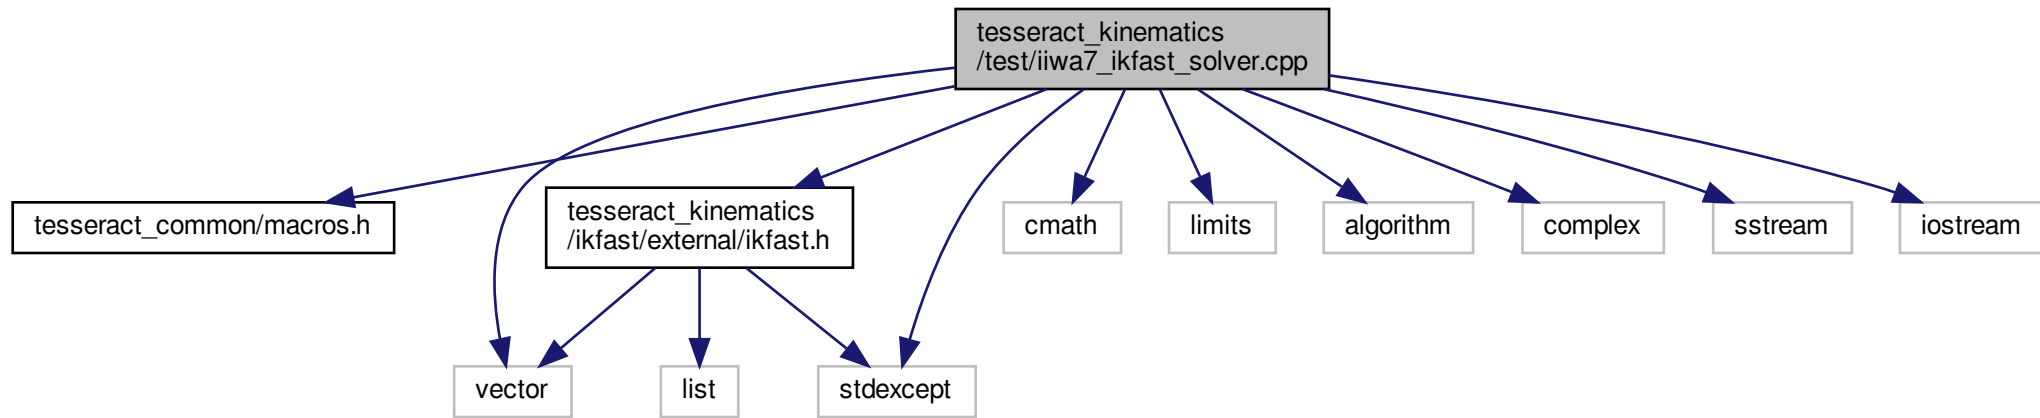 tesseract_kinematics
/test/iiwa7_ikfast_solver.cpp
tesseract_common/macros.h
tesseract_kinematics
/ikfast/external/ikfast.h
cmath
limits
algorithm
complex
sstream
iostream
vector
list
stdexcept